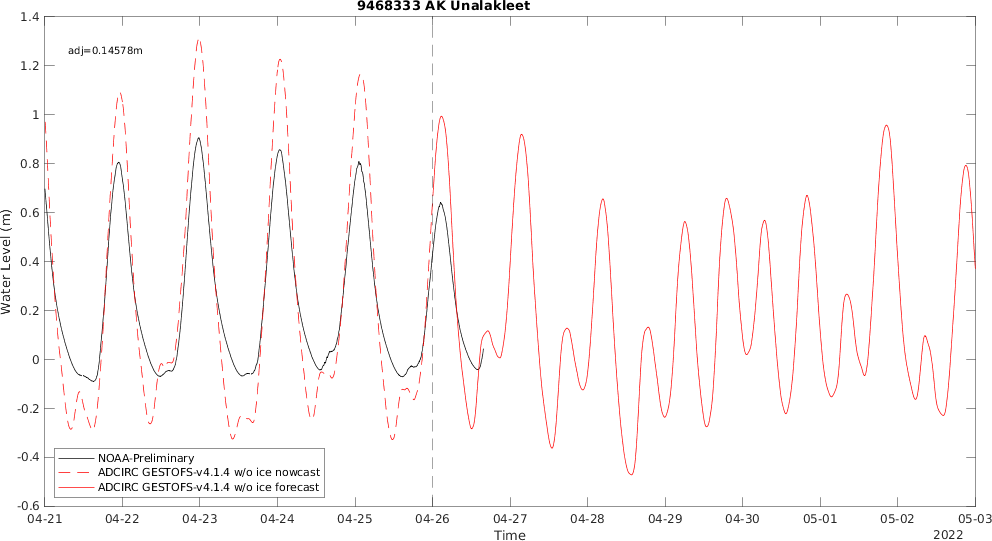 9468333 AK Unalakleet
adj=0.14578m
1.4
1.2
1
0.8
0.6
0.4
0.2
0
-0.2
-0.4
-0.6
Water Level (m)
NOAA-Preliminary
ADCIRC GESTOFS-v4.1.4 w/o ice nowcast
ADCIRC GESTOFS-v4.1.4 w/o ice forecast
04-21 04-22 04-23 04-24 04-25 04-26 04-27 04-28 04-29 04-30 05-01 05-02 05-03
Time
2022